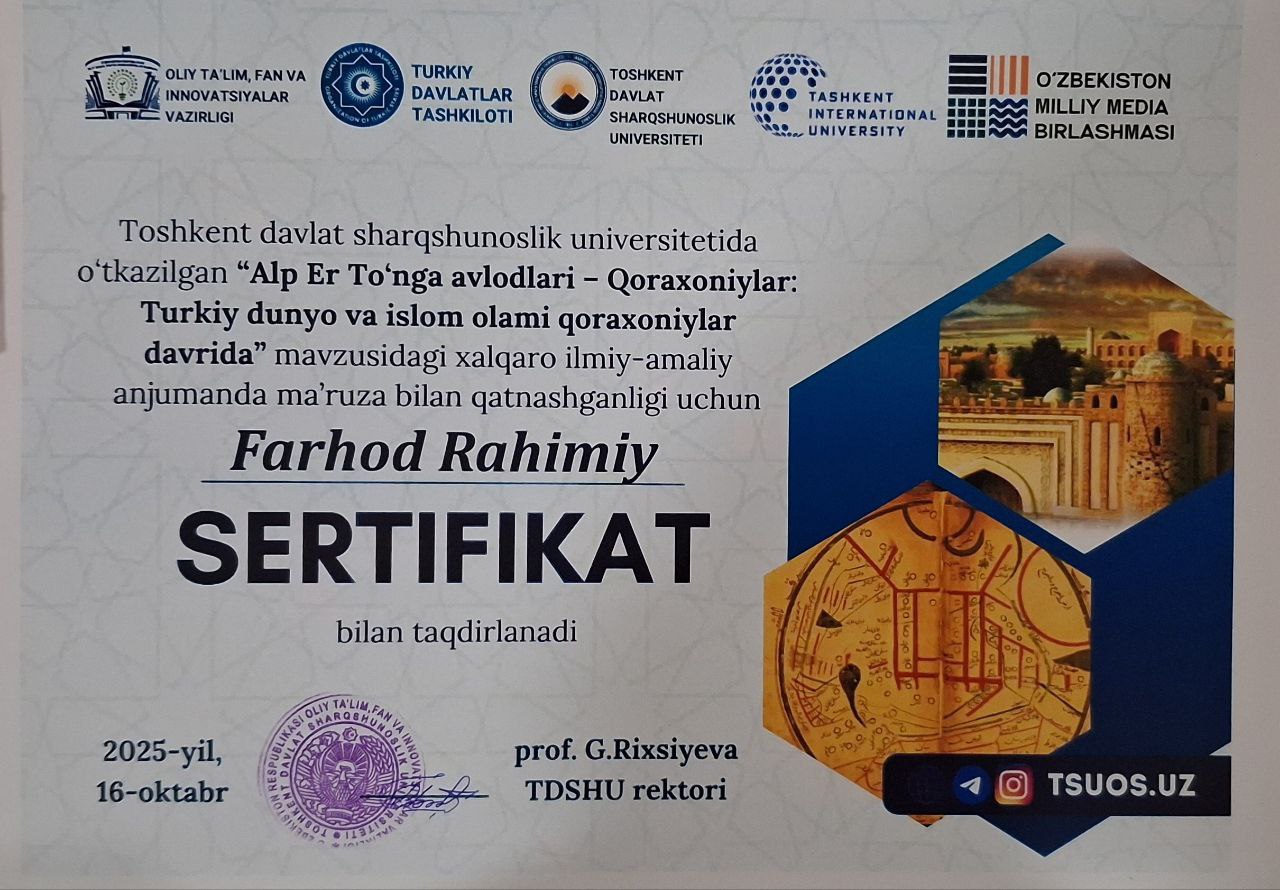 OLIY TA'LIM, FAN VA
INNOVATSIYALAR
VAZIRLIGI
TURKIY
DAVLATLAR
TASHKILOTI
TOSHKENT
DAVLAT
SHARQSHUNOSLIK
UNIVERSITETI
TASHKENT
INTERNATIONAL
UNIVERSITY
O‘ZBEKISTON
MILLIY MEDIA
BIRLASHMASI
Toshkent davlat sharqshunoslik universitetida
o‘tkazilgan “Alp Er To‘nga avlodlari – Qoraxoniylar:
Turkiy dunyo va islom olami qoraxoniylar
davrida” mavzusidagi xalqaro ilmiy-amaliy
anjumanda ma’ruza bilan qatnashganligi uchun
Farhod Rahimiy
SERTIFIKAT
bilan taqdirlanadi
2025-yil,
16-oktabr
prof. G.Rixsiyeva
TDSHU rektori
TSUOS.UZ